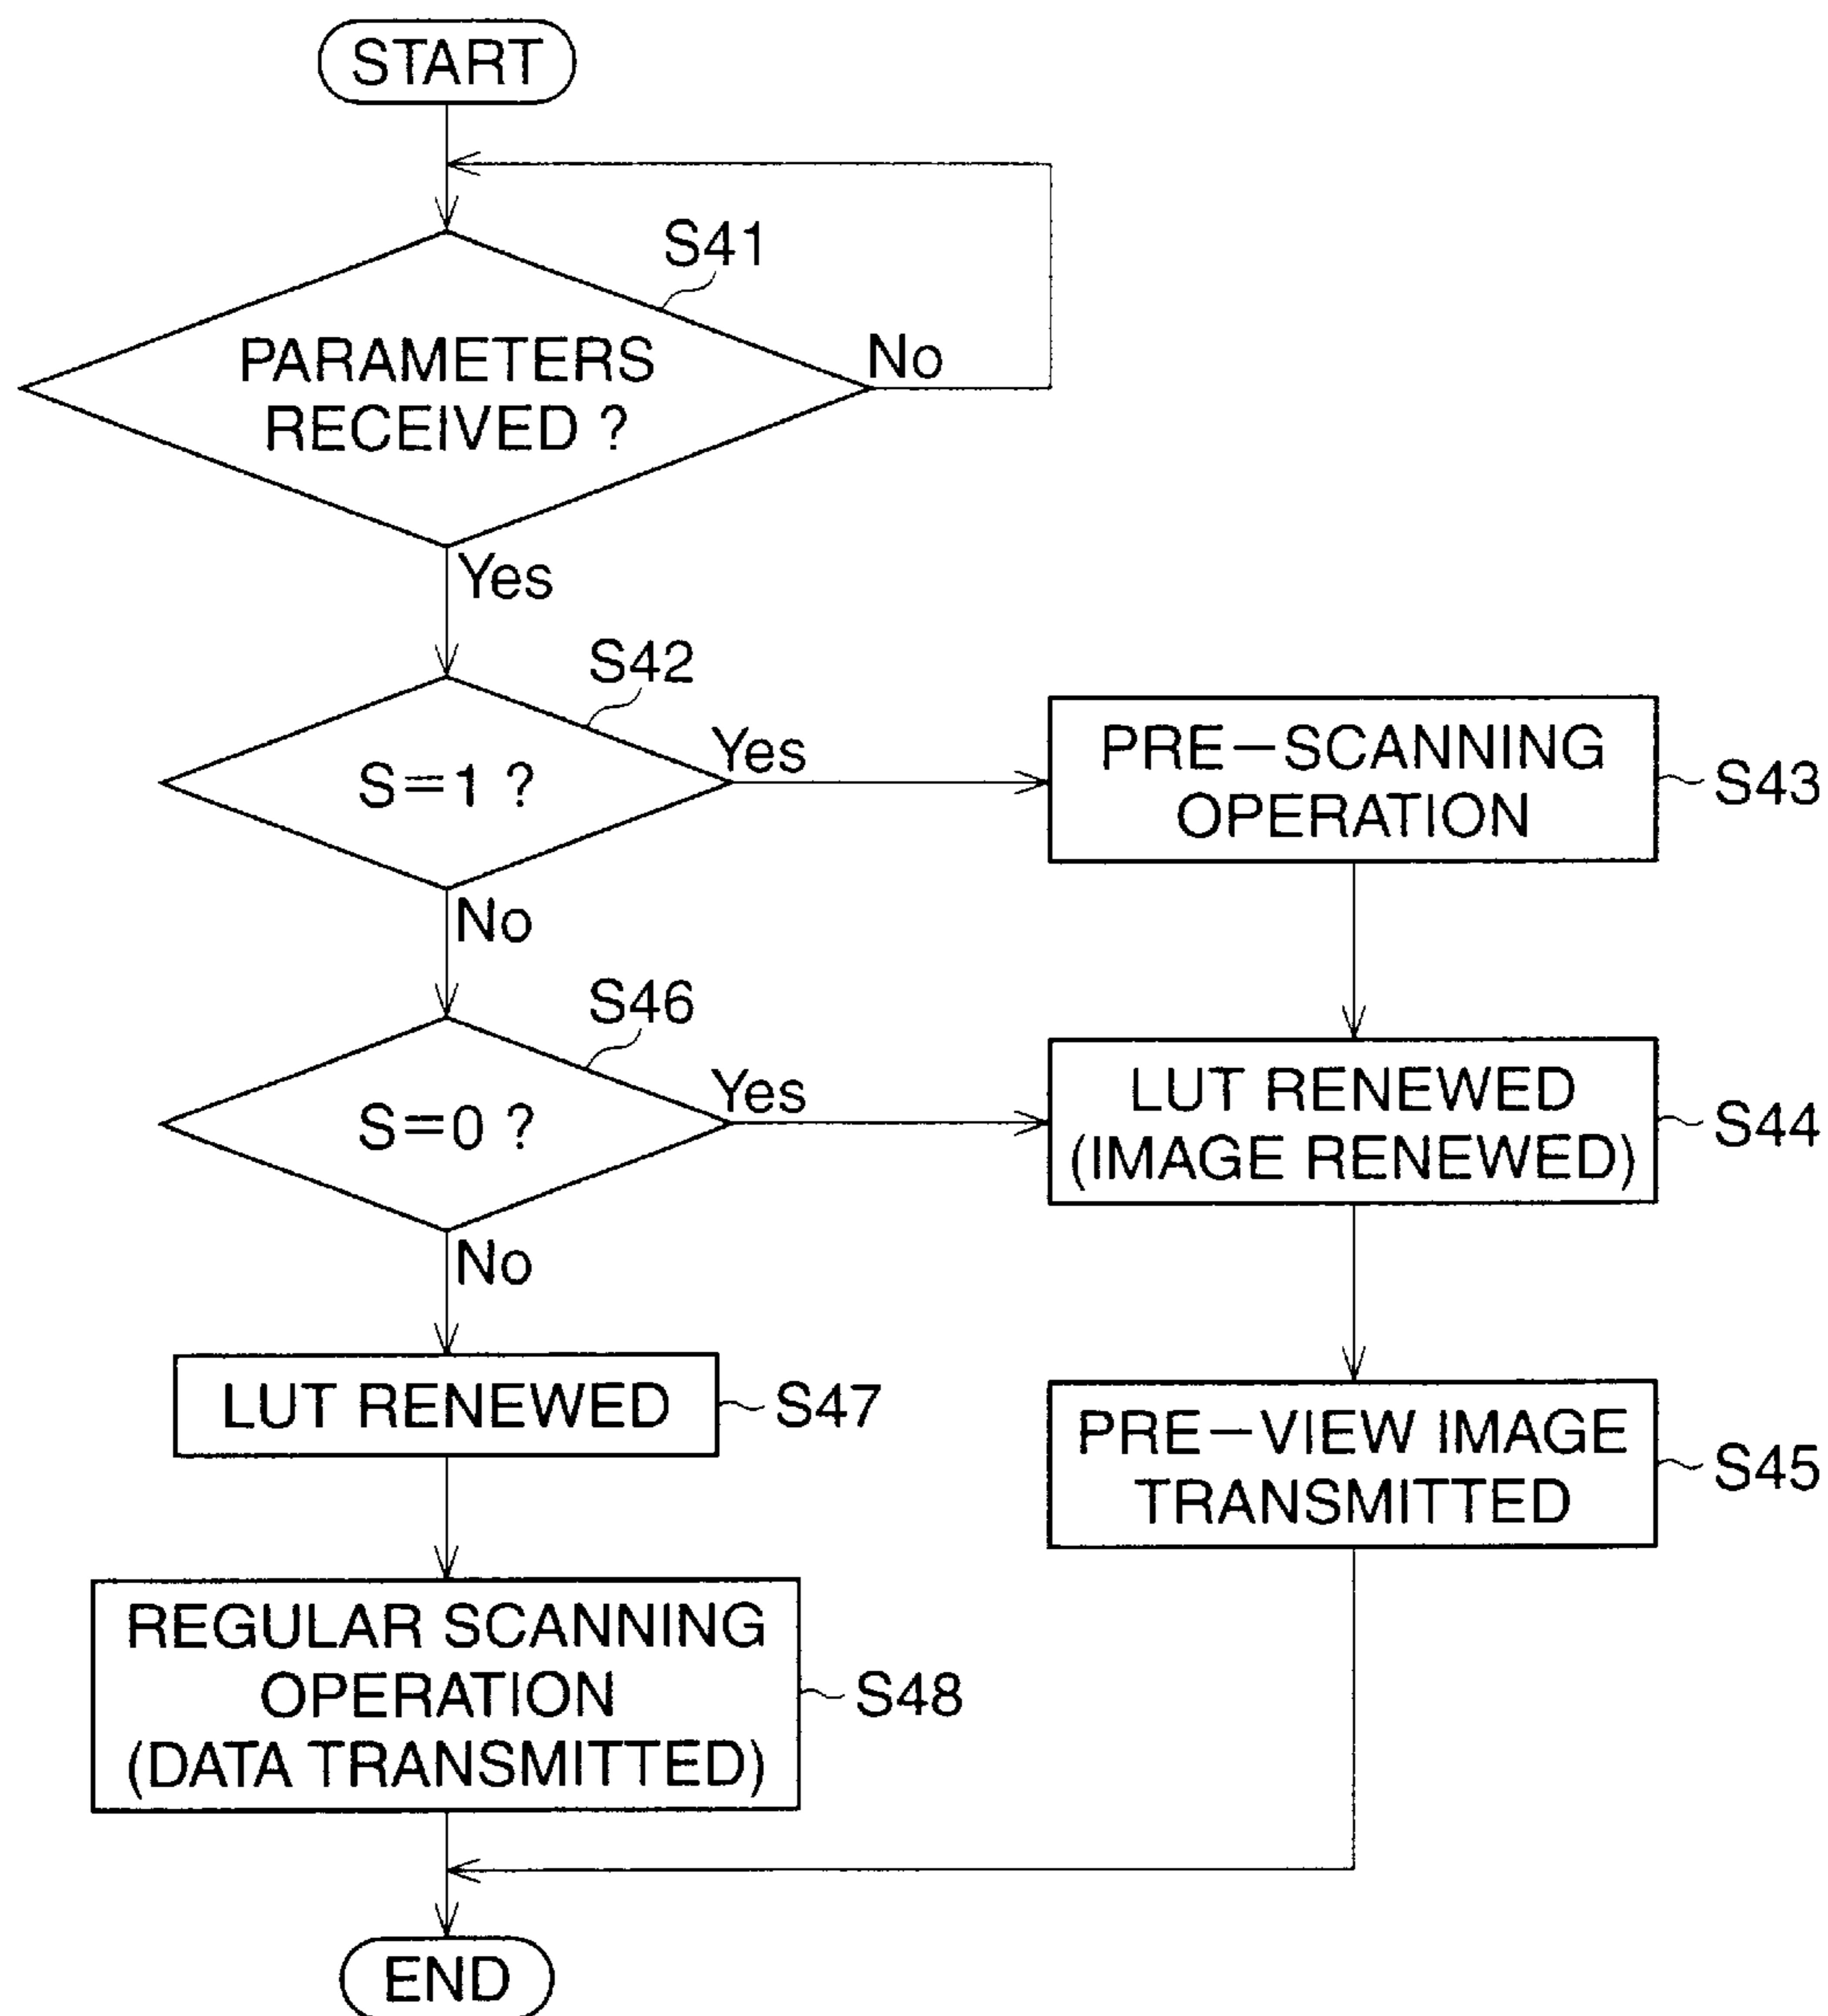 START
S41
PARAMETERS
RECEIVED ?
No
Yes
S42
S=1 ?
Yes
PRE—SCANNING
OPERATION
S43
No
S46
S=0 ?
Yes
LUT RENEWED
(IMAGE RENEWED)
S44
No
LUT RENEWED
S47
PRE—VIEW IMAGE
TRANSMITTED
S45
REGULAR SCANNING
OPERATION
(DATA TRANSMITTED)
S48
END